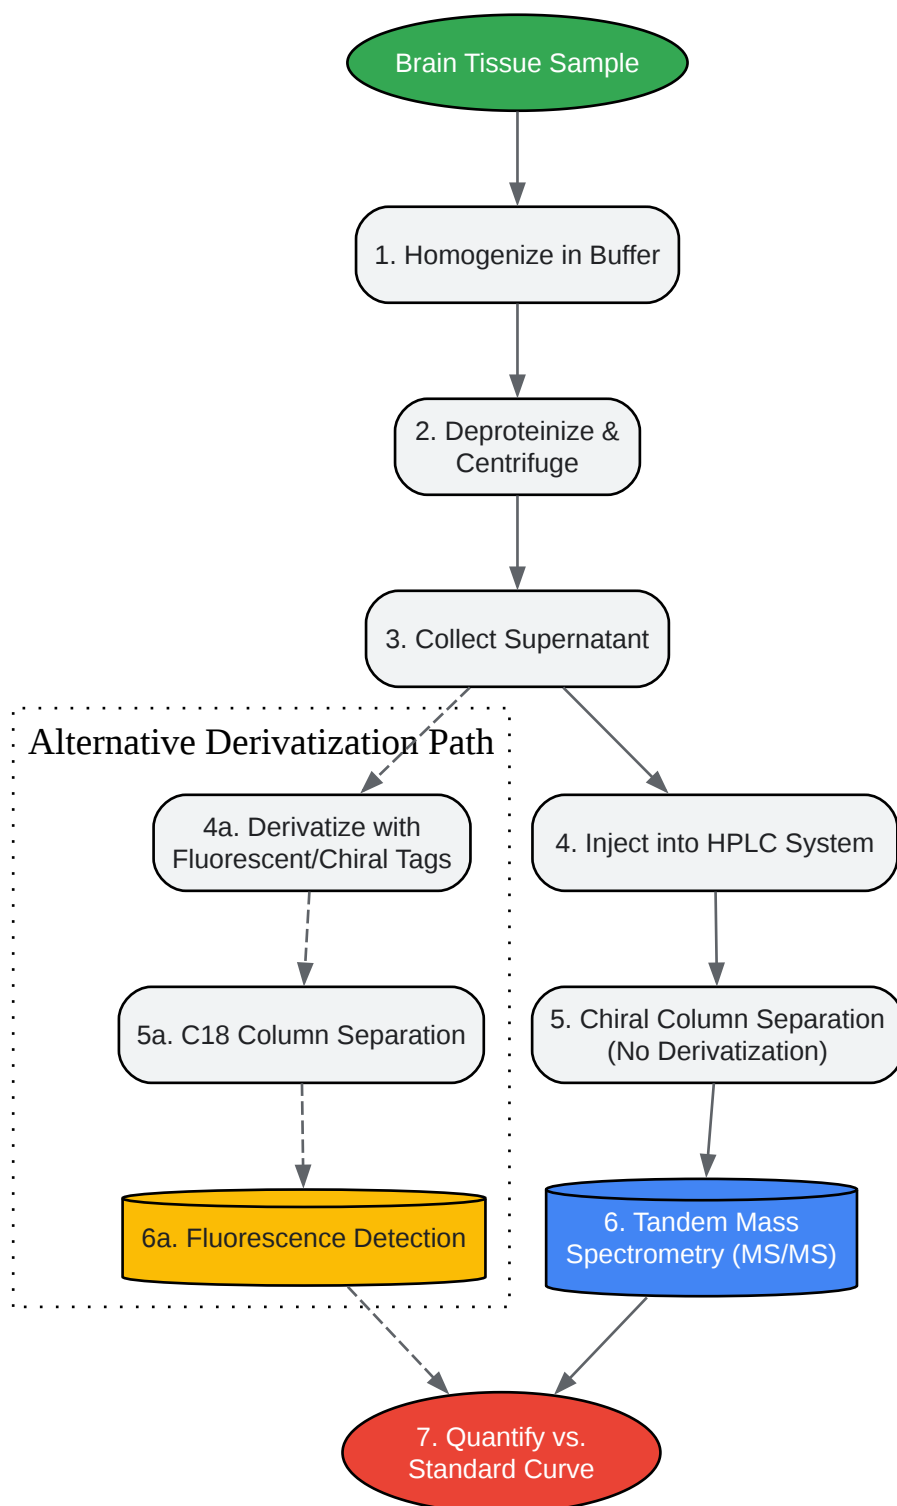 Brain Tissue Sample
1. Homogenize in Buffer
2. Deproteinize &
Centrifuge
3. Collect Supernatant
Alternative Derivatization Path
4a. Derivatize with
Fluorescent/Chiral Tags
4. Inject into HPLC System
5a. C18 Column Separation
5. Chiral Column Separation
(No Derivatization)
6a. Fluorescence Detection
6. Tandem Mass
Spectrometry (MS/MS)
7. Quantify vs.
Standard Curve